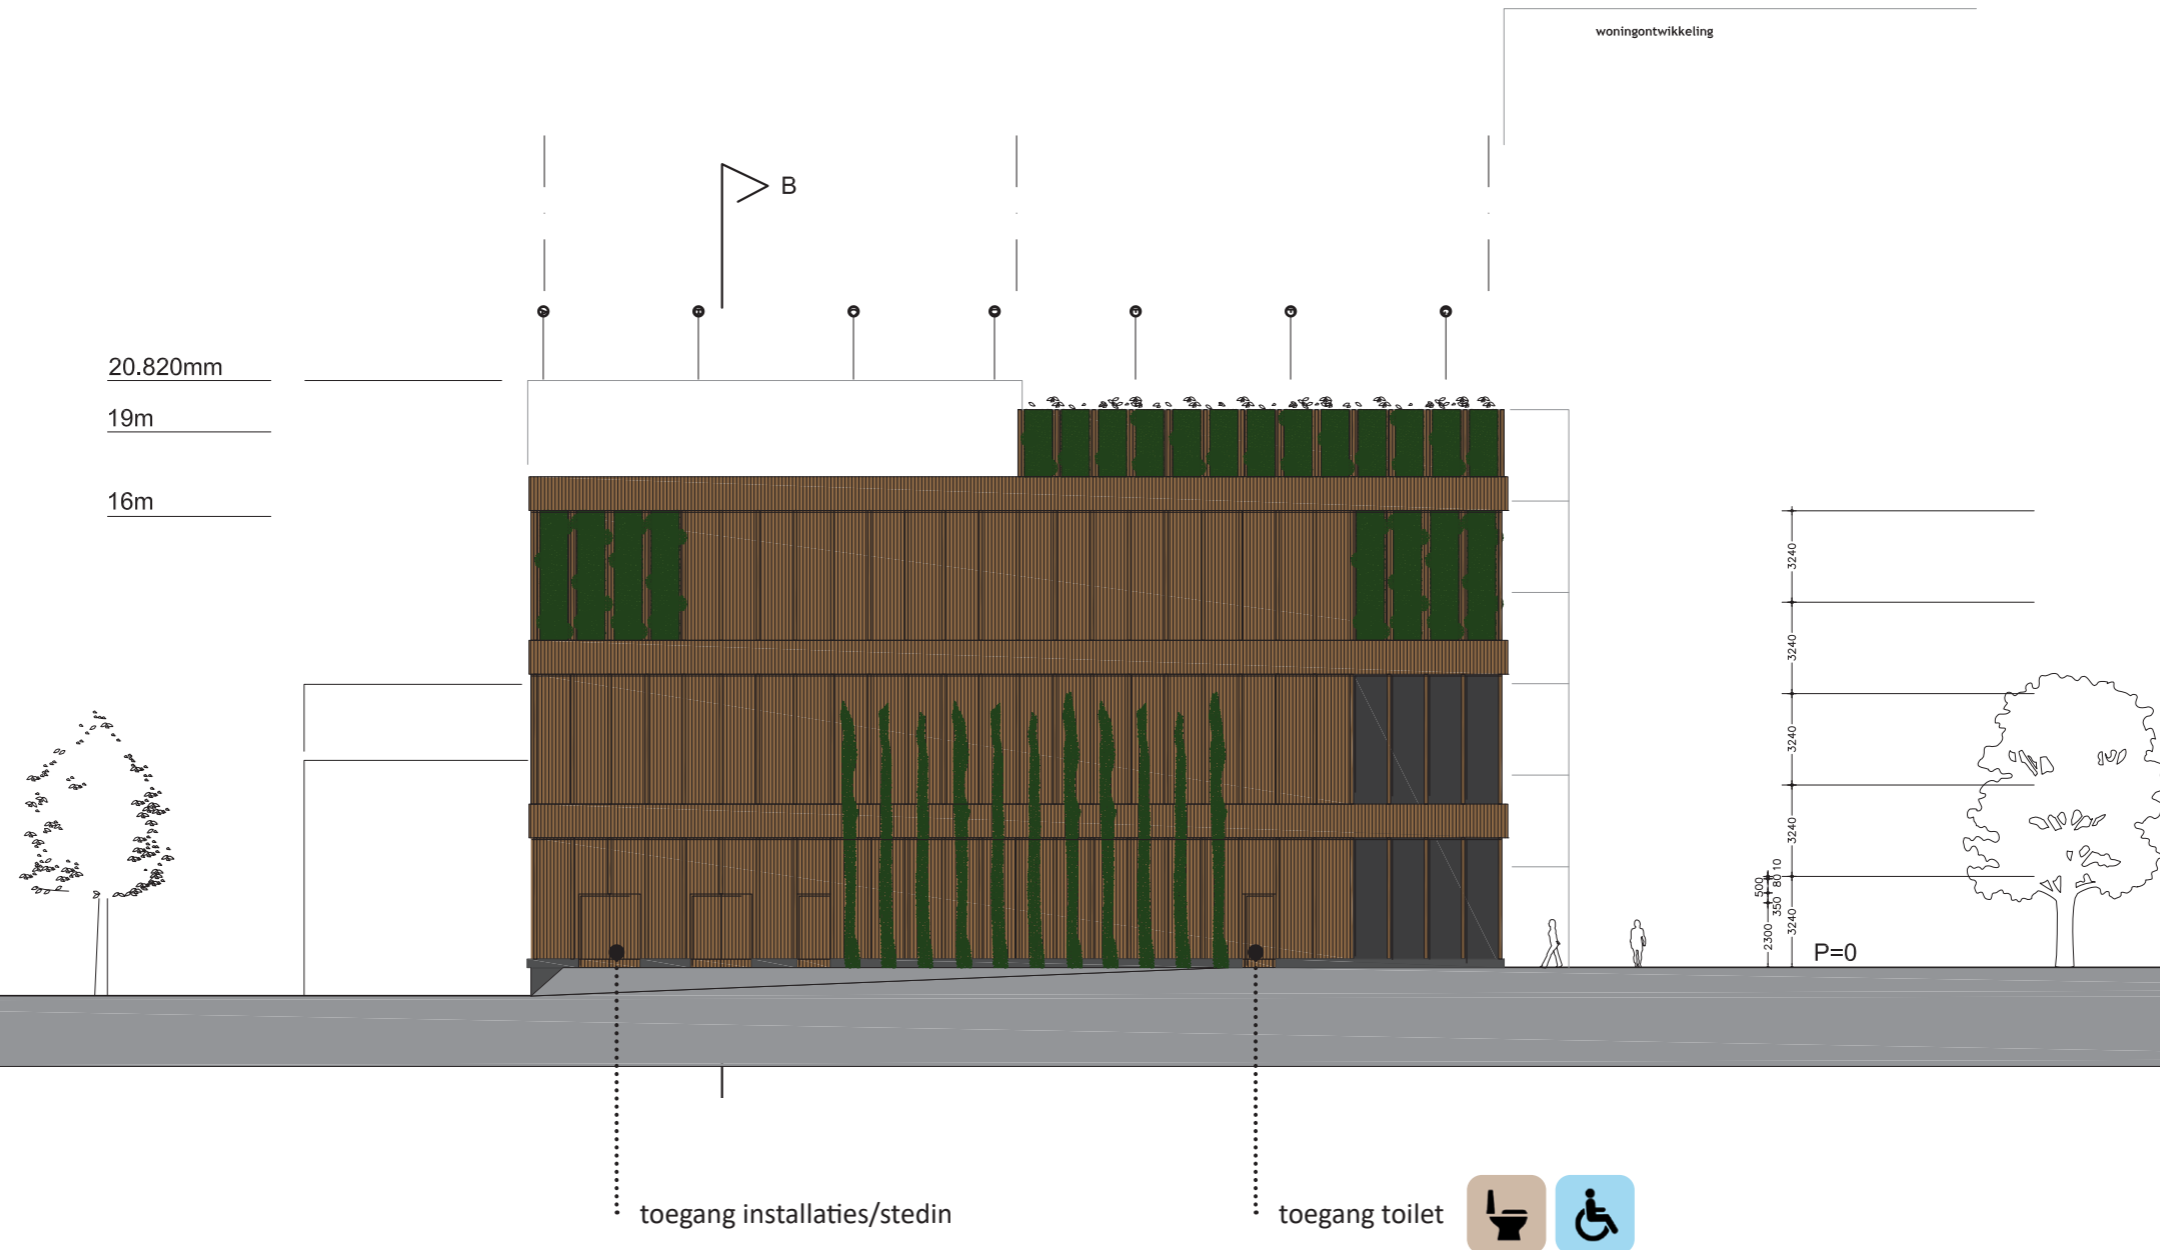 woningontwikkeling
B
A
B
20.820mm
19m
16m
3240
3240
3240
3240
3240
500
80 10
350
2300
P=0
toegang installaties/stedin
toegang toilet